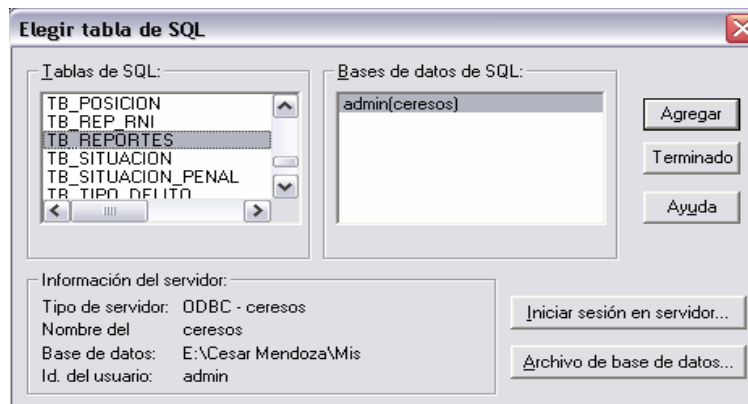 Elegir tabla de SQL
Tablas de SQL:
TB_POSICION
TB_REP_RNI
TB_REPORTES
TB_SITUACION
TB_SITUACION_PENAL
TB_TIPO_DELITO
Bases de datos de SQL:
admin(ceresos)
Agregar
Terminado
Ayuda
Información del servidor:
Tipo de servidor: ODBC - ceresos
Nombre del ceresos
Base de datos: E:\Cesar Mendoza\Mis
Id. del usuario: admin
Iniciar sesión en servidor...
Archivo de base de datos...